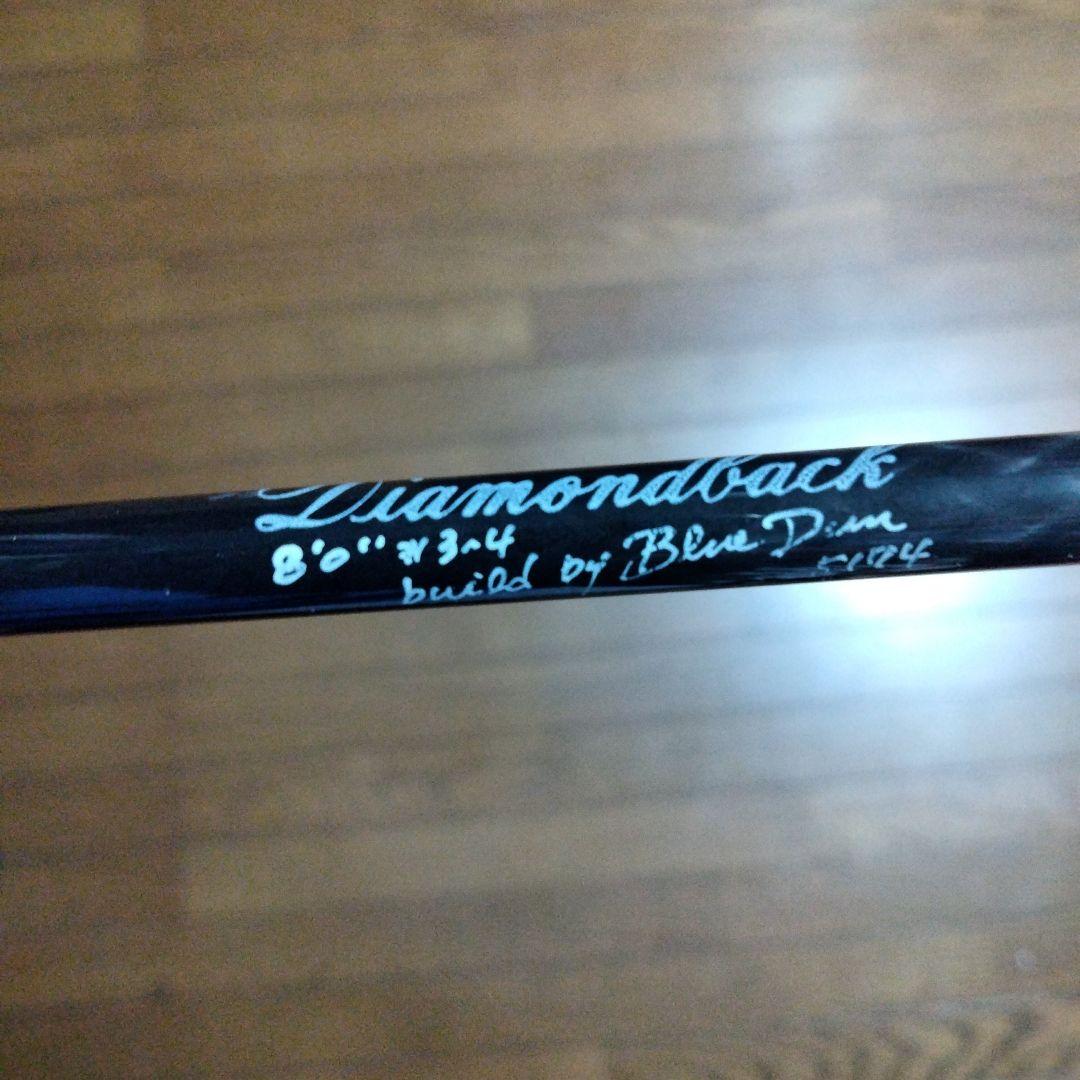 Diamondback
8'0" #3~4
build by Blue Dun